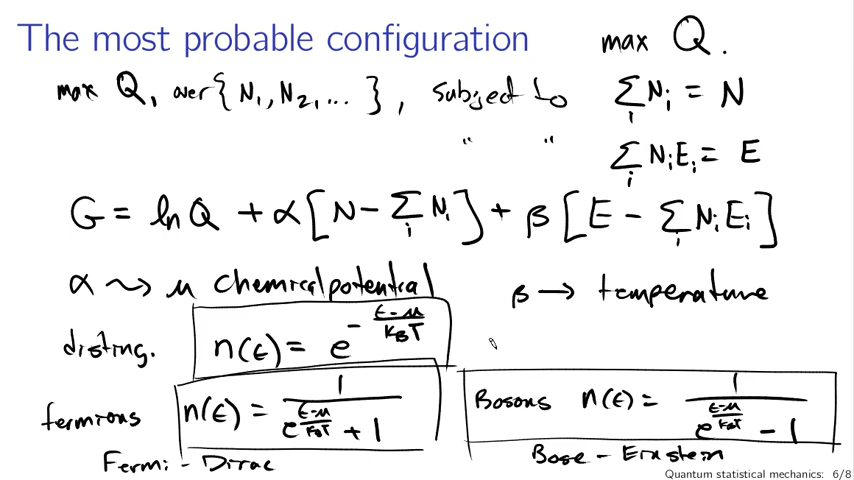 The most probable configuration
max Q.
max Q, over {N₁, N₂, ... }, subject to ∑ᵢ Nᵢ = N
" " ∑ᵢ NᵢEᵢ = E
G = ln Q + α[N - ∑ᵢ Nᵢ] + β[E - ∑ᵢ NᵢEᵢ]
α ⇝ μ chemical potential β → temperature
disting. n(ϵ) = e^{-(ϵ-μ)/(k_BT)}
fermions n(ϵ) = 1/(e^{(ϵ-μ)/(k_BT)} + 1) Bosons n(ϵ) = 1/(e^{(ϵ-μ)/(k_BT)} - 1)
Fermi - Dirac Bose - Einstein
Quantum statistical mechanics: 6/8